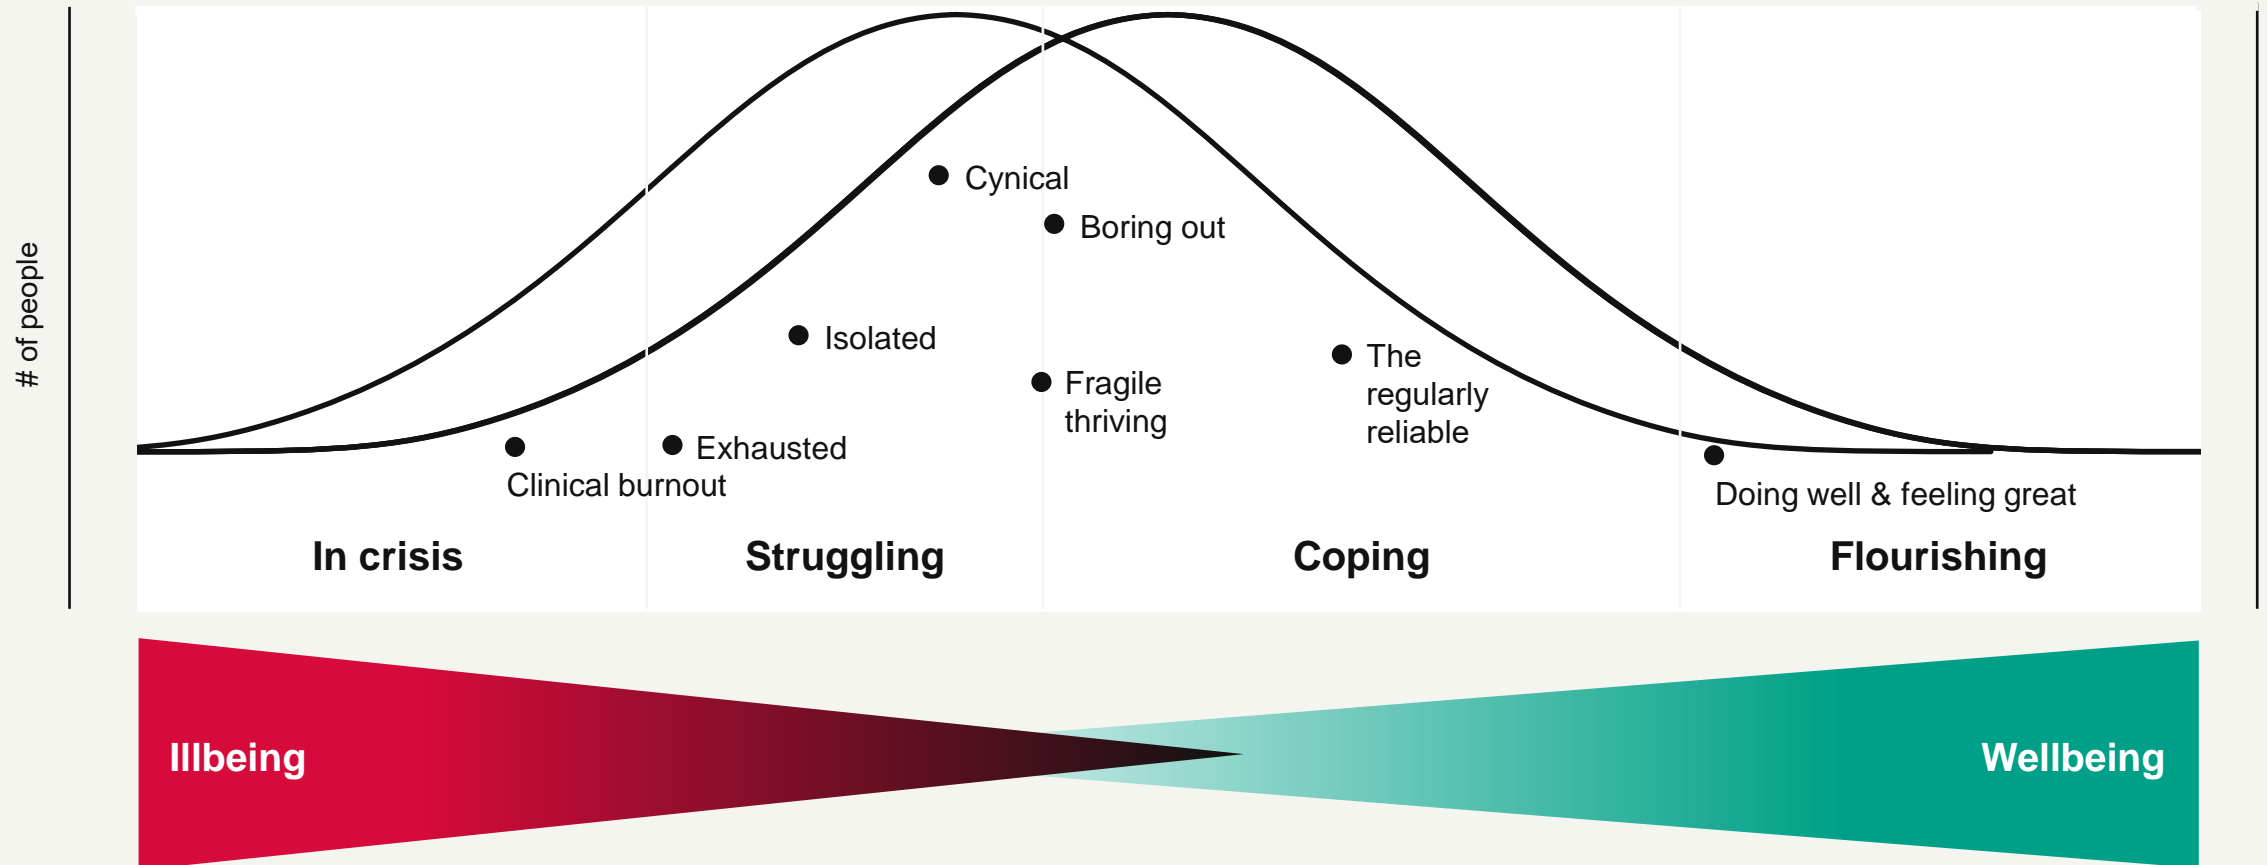 # of people
Cynical
Boring out
Isolated
Fragile
thriving
The
regularly
reliable
Exhausted
Clinical burnout
Doing well & feeling great
In crisis
Struggling
Coping
Flourishing
Illbeing
Wellbeing